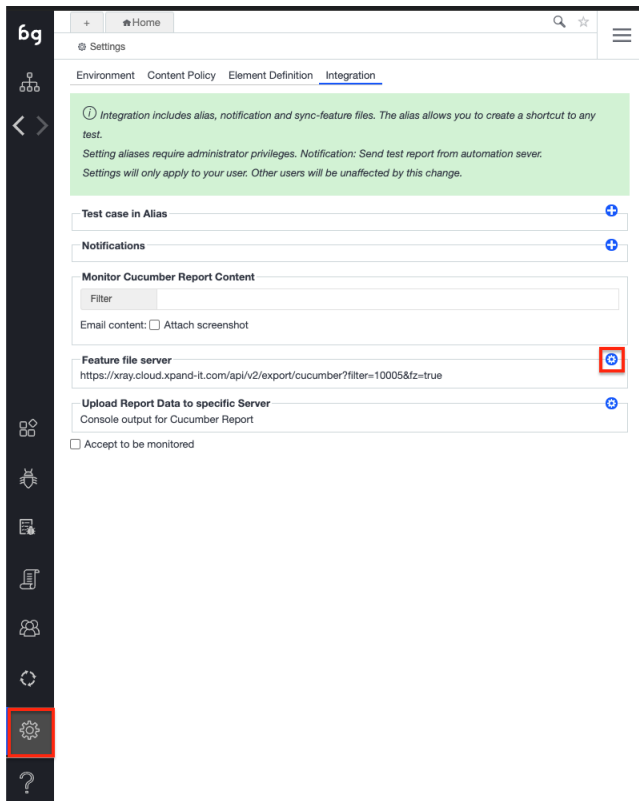 bg
+ Home
Settings
Environment Content Policy Element Definition Integration
Integration includes alias, notification and sync-feature files. The alias allows you to create a shortcut to any
test.
Setting aliases require administrator privileges. Notification: Send test report from automation sever.
Settings will only apply to your user. Other users will be unaffected by this change.
Test case in Alias
Notifications
Monitor Cucumber Report Content
Filter
Email content: Attach screenshot
Feature file server
https://xray.cloud.xpand-it.com/api/v2/export/cucumber?filter=10005&fz=true
Upload Report Data to specific Server
Console output for Cucumber Report
Accept to be monitored